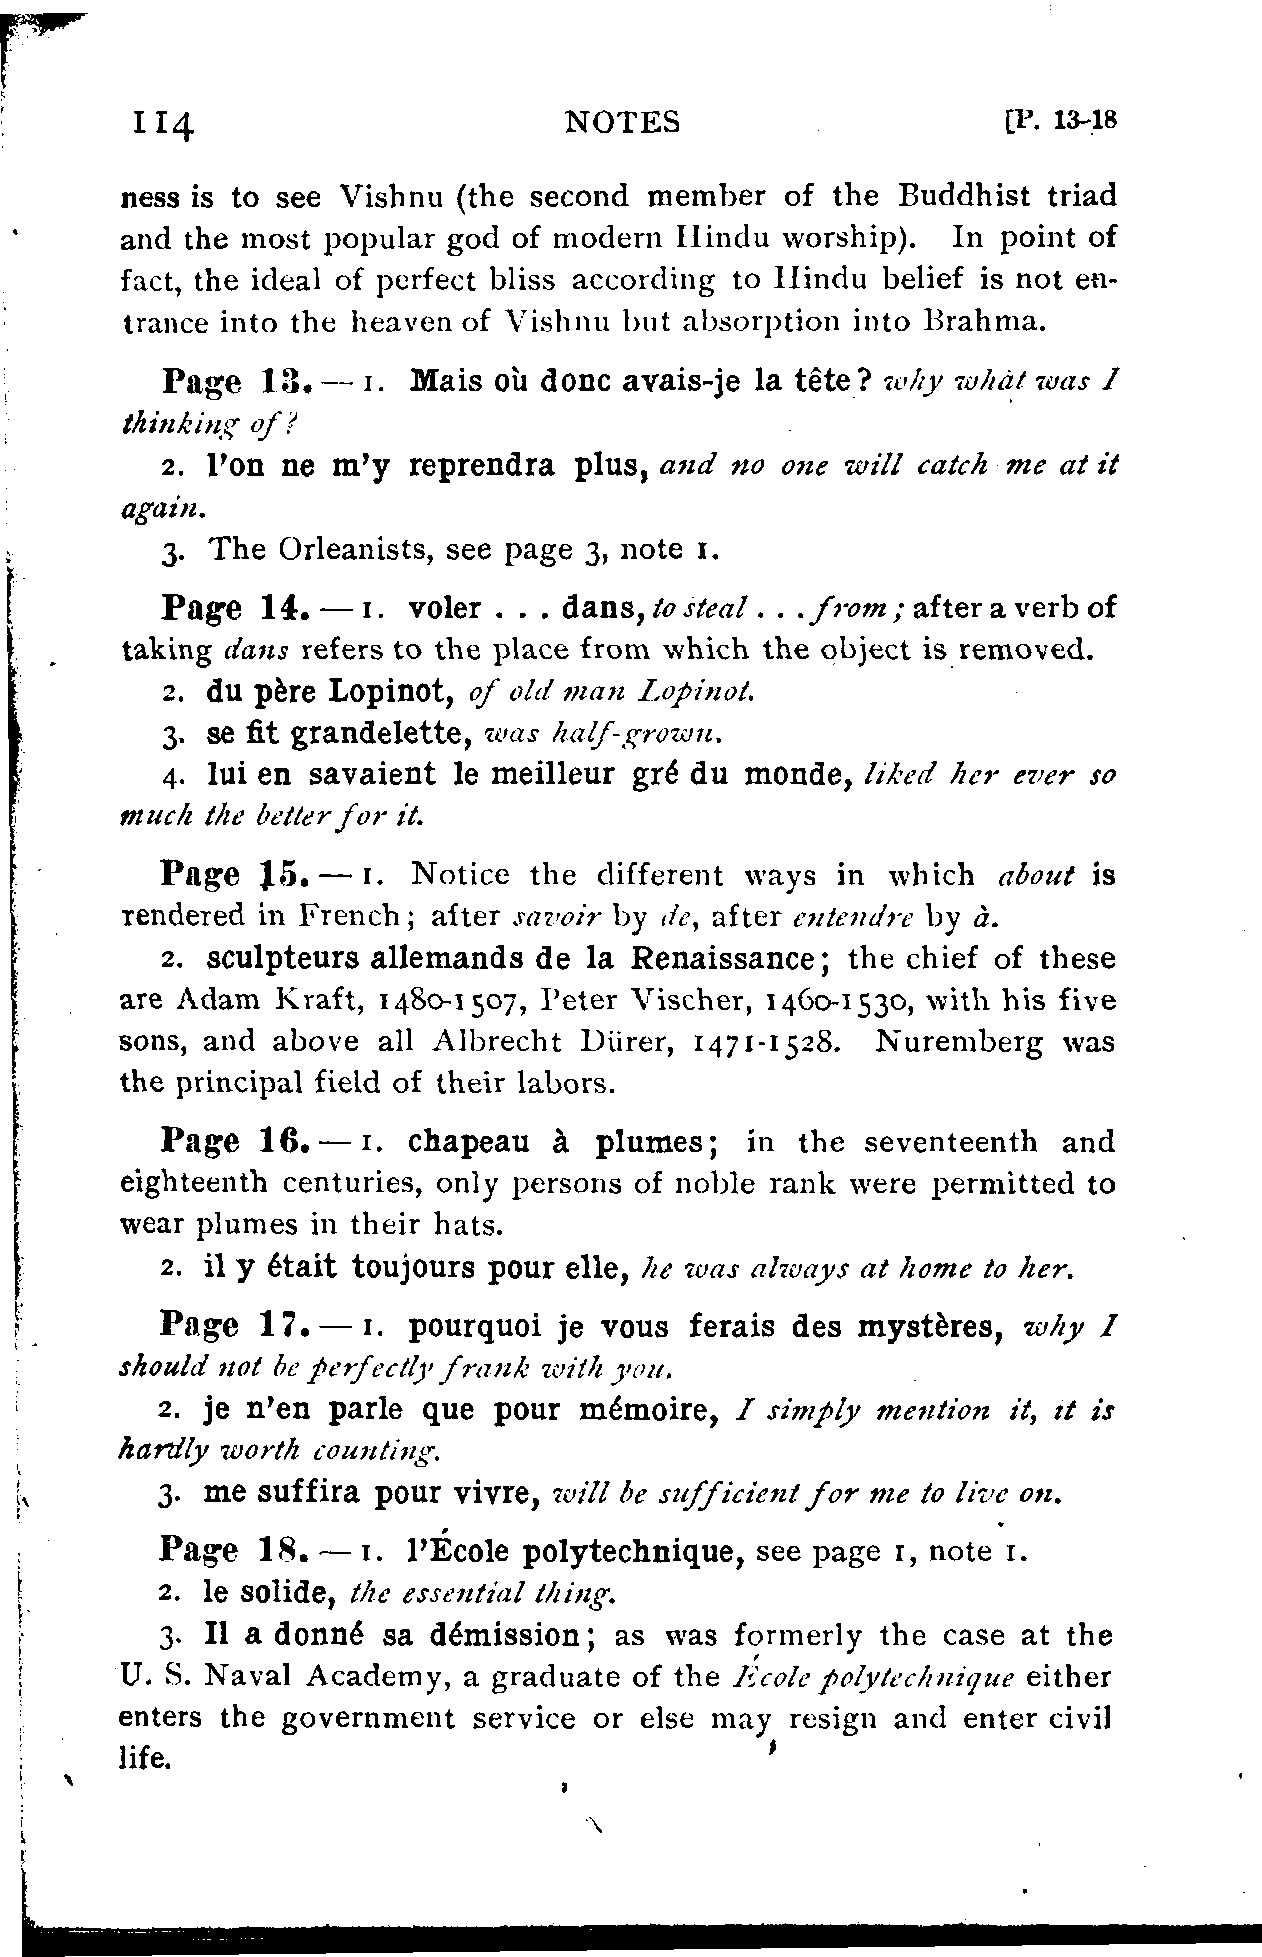 114 NOTES [P. 13-18
ness is to see Vishnu (the second member of the Buddhist triad
and the most popular god of modern Hindu worship). In point of
fact, the ideal of perfect bliss according to Hindu belief is not en-
trance into the heaven of Vishnu but absorption into Brahma.
Page 13. — 1. Mais où donc avais-je la tête? why what was I
thinking of?
2. l'on ne m'y reprendra plus, and no one will catch me at it
again.
3. The Orleanists, see page 3, note 1.
Page 14. — 1. voler . . . dans, to steal . . . from; after a verb of
taking dans refers to the place from which the object is removed.
2. du père Lopinot, of old man Lopinot.
3. se fit grandelette, was half-grown.
4. lui en savaient le meilleur gré du monde, liked her ever so
much the better for it.
Page 15. — 1. Notice the different ways in which about is
rendered in French; after savoir by de, after entendre by à.
2. sculpteurs allemands de la Renaissance; the chief of these
are Adam Kraft, 1480-1507, Peter Vischer, 1460-1530, with his five
sons, and above all Albrecht Dürer, 1471-1528. Nuremberg was
the principal field of their labors.
Page 16. — 1. chapeau à plumes; in the seventeenth and
eighteenth centuries, only persons of noble rank were permitted to
wear plumes in their hats.
2. il y était toujours pour elle, he was always at home to her.
Page 17. — 1. pourquoi je vous ferais des mystères, why I
should not be perfectly frank with you.
2. je n'en parle que pour mémoire, I simply mention it, it is
hardly worth counting.
3. me suffira pour vivre, will be sufficient for me to live on.
Page 18. — 1. l'École polytechnique, see page 1, note 1.
2. le solide, the essential thing.
3. Il a donné sa démission; as was formerly the case at the
U. S. Naval Academy, a graduate of the École polytechnique either
enters the government service or else may resign and enter civil
life.